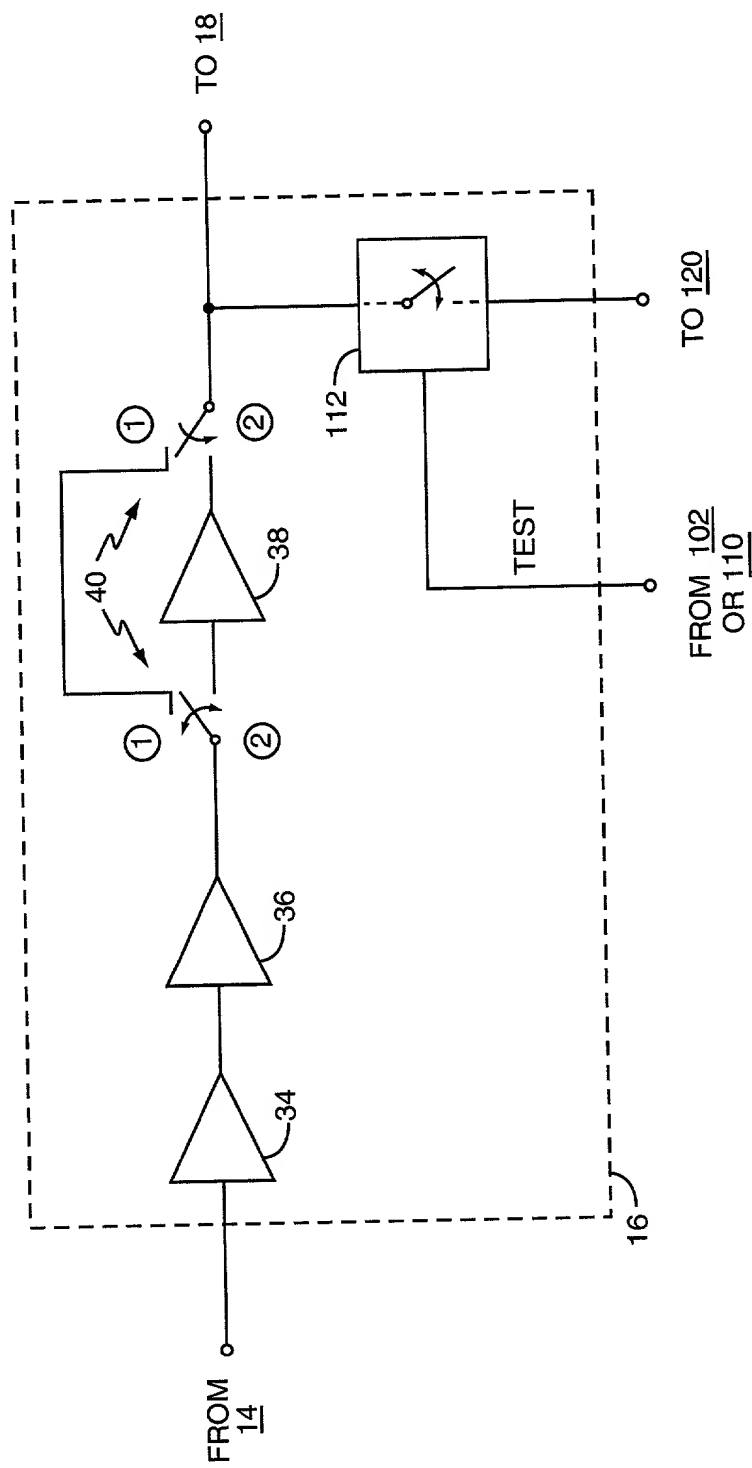 FROM
14
34
36
①
②
40
38
①
②
TO 18
112
TEST
FROM 102
OR 110
TO 120
16